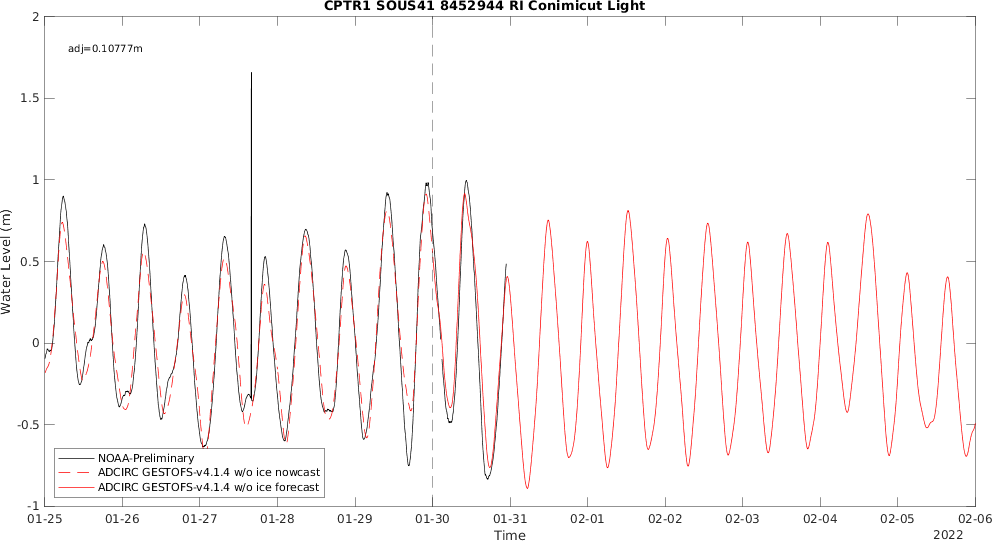 CPTR1 SOUS41 8452944 RI Conimicut Light
2
adj=0.10777m
1.5
1
0.5
0
-0.5
-1
Water Level (m)
NOAA-Preliminary
ADCIRC GESTOFS-v4.1.4 w/o ice nowcast
ADCIRC GESTOFS-v4.1.4 w/o ice forecast
01-25 01-26 01-27 01-28 01-29 01-30 01-31 02-01 02-02 02-03 02-04 02-05 02-06
Time
2022